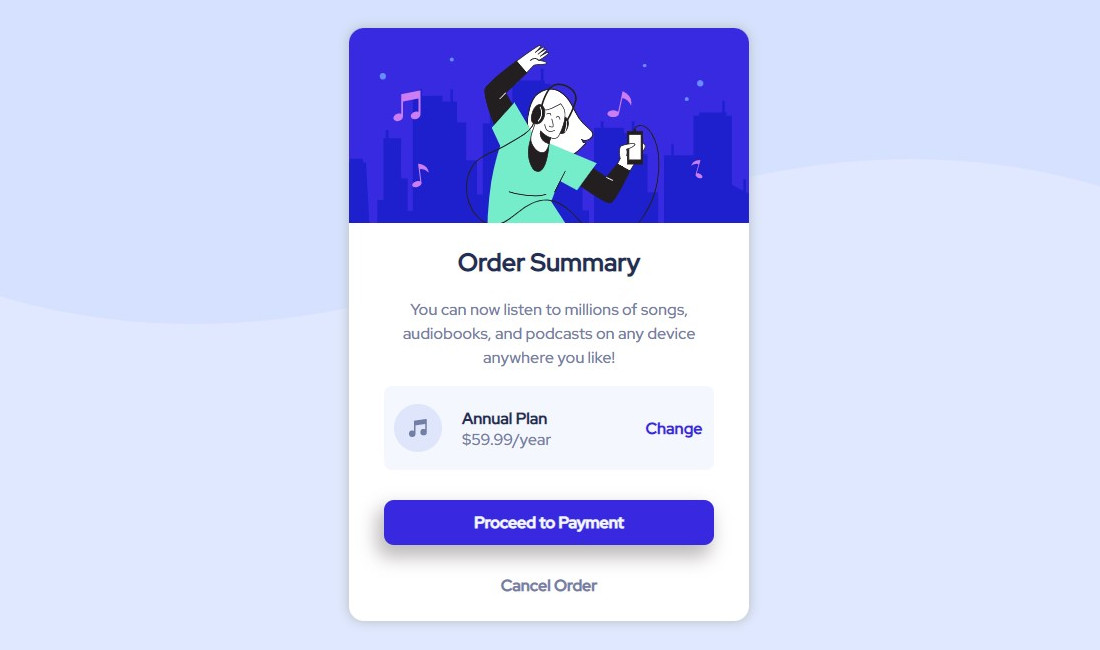 Order Summary
You can now listen to millions of songs,
audiobooks, and podcasts on any device
anywhere you like!
Annual Plan
$59.99/year
Change
Proceed to Payment
Cancel Order